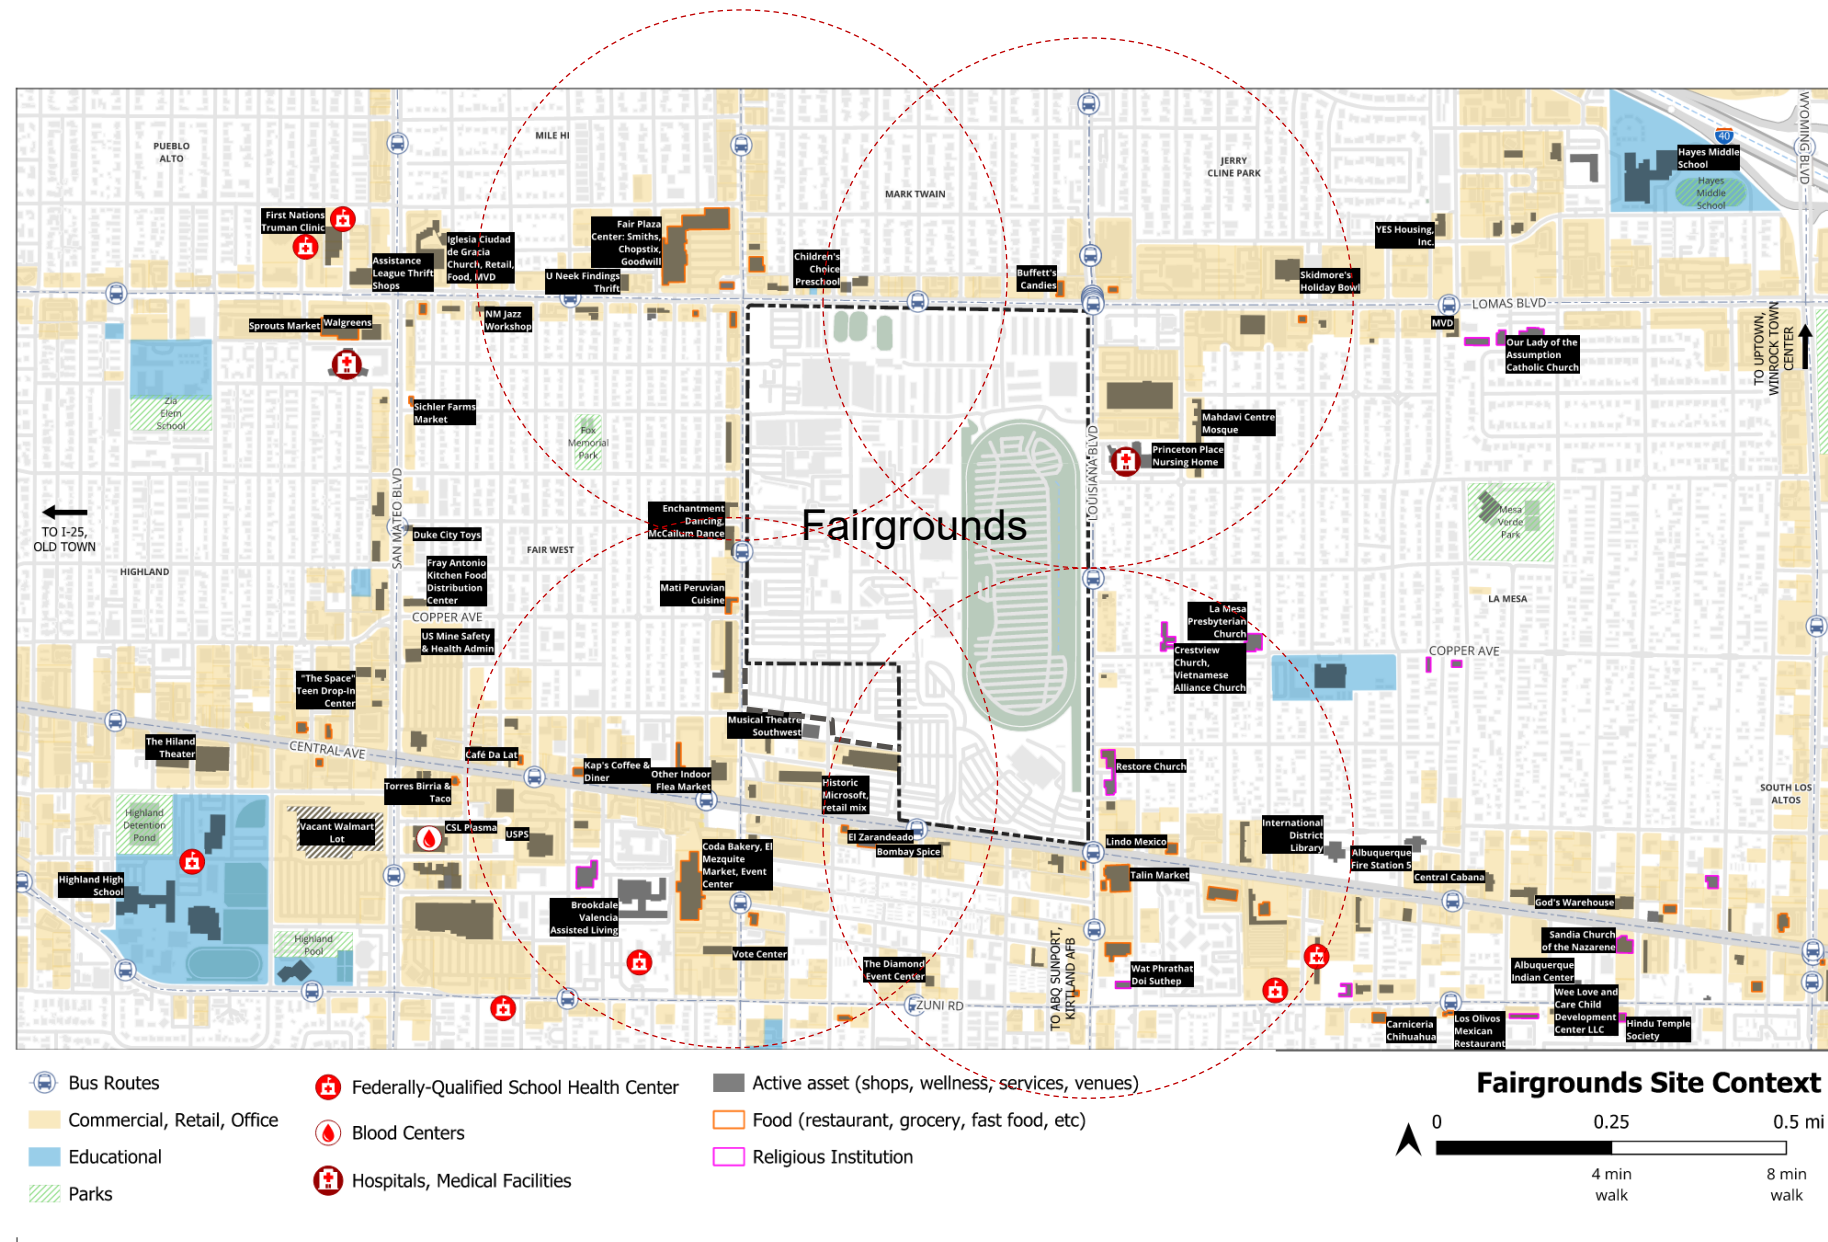 PUEBLO
ALTO
MILE HI
MARK TWAIN
JERRY
CLINE PARK
40
WYOMING BLVD
Hayes Middle
School
Hayes
Middle
School
First Nations
Truman Clinic
Assistance
League Thrift
Shops
Iglesia Ciudad
de Gracia
Church, Retail,
Food, MVD
Fair Plaza
Center: Smiths,
Chopstix,
Goodwill
U Neek Findings
Thrift
Children's
Choice
Preschool
Buffett's
Candies
YES Housing,
Inc.
Skidmore's
Holiday Bowl
LOMAS BLVD
Sprouts Market
Walgreens
NM Jazz
Workshop
MVD
Our Lady of the
Assumption
Catholic Church
TO UPTOWN,
WINROCK TOWN
CENTER
Zia
Elem
School
Sichler Farms
Market
Fox
Memorial
Park
Mahdavi Centre
Mosque
Princeton Place
Nursing Home
SAN MATEO BLVD
LOUISIANA BLVD
TO I-25,
OLD TOWN
HIGHLAND
Duke City Toys
FAIR WEST
Enchantment
Dancing,
McCallum Dance
Fairgrounds
Mesa
Verde
Park
Fray Antonio
Kitchen Food
Distribution
Center
Mati Peruvian
Cuisine
COPPER AVE
US Mine Safety
& Health Admin
LA MESA
La Mesa
Presbyterian
Church
Crestview
Church,
Vietnamese
Alliance Church
COPPER AVE
"The Space"
Teen Drop-In
Center
Musical Theatre
Southwest
The Hiland
Theater
CENTRAL AVE
Café Da Lat
Kap's Coffee &
Diner
Other Indoor
Flea Market
Torres Birria &
Taco
Historic
Microsoft,
retail mix
Restore Church
SOUTH LOS
ALTOS
Highland
Detention
Pond
Vacant Walmart
Lot
CSL Plasma
USPS
El Zarandeado
Bombay Spice
Lindo Mexico
International
District
Library
Albuquerque
Fire Station 5
Central Cabana
Coda Bakery, El
Mezquite
Market, Event
Center
Talin Market
Highland High
School
Brookdale
Valencia
Assisted Living
God's Warehouse
Highland
Pool
Vote Center
The Diamond
Event Center
TO ABQ SUNPORT,
KIRTLAND AFB
Wat Phrathat
Doi Suthep
Sandia Church
of the Nazarene
Albuquerque
Indian Center
Wee Love and
Care Child
Development
Center LLC
ZUNI RD
Carniceria
Chihuahua
Los Olivos
Mexican
Restaurant
Hindu Temple
Society
Bus Routes
Commercial, Retail, Office
Educational
Parks
Federally-Qualified School Health Center
Blood Centers
Hospitals, Medical Facilities
Active asset (shops, wellness, services, venues)
Food (restaurant, grocery, fast food, etc)
Religious Institution
Fairgrounds Site Context
0 0.25 0.5 mi
4 min
walk
8 min
walk